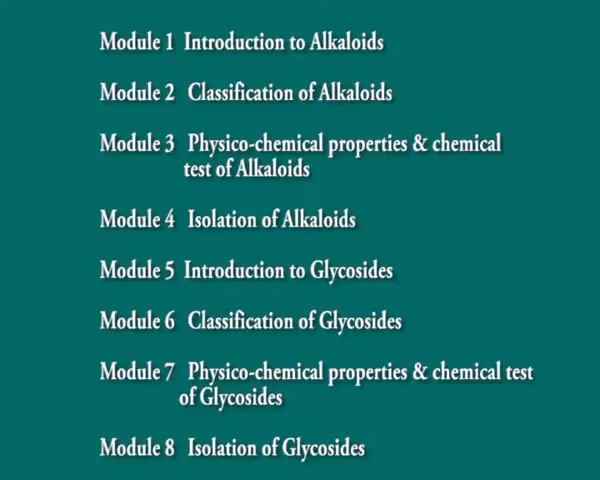 Module 1 Introduction to Alkaloids
Module 2 Classification of Alkaloids
Module 3 Physico-chemical properties & chemical
test of Alkaloids
Module 4 Isolation of Alkaloids
Module 5 Introduction to Glycosides
Module 6 Classification of Glycosides
Module 7 Physico-chemical properties & chemical test
of Glycosides
Module 8 Isolation of Glycosides